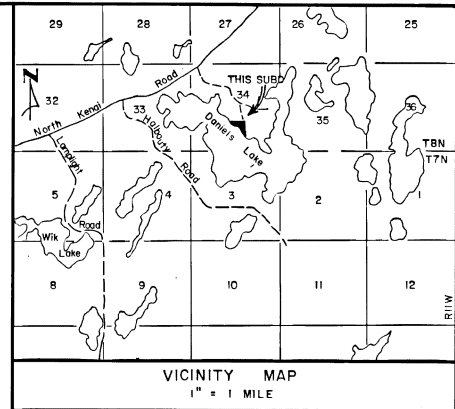 29 28 27 26 25
THIS SUBD
32 33 34 35 36
N
North Kenai Road
Lamplight Road
Halbouty Road
Daniels Lake
T8N
T7N
5 4 3 2 1
Wik Lake
8 9 10 11 12
R11W
VICINITY MAP
1" = 1 MILE